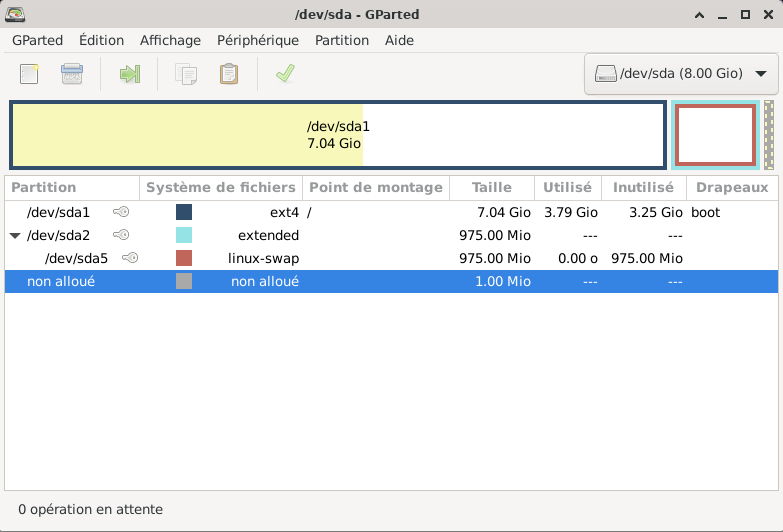 /dev/sda - GParted
GParted Édition Affichage Périphérique Partition Aide
/dev/sda (8.00 Gio)
/dev/sda1
7.04 Gio
Partition Système de fichiers Point de montage Taille Utilisé Inutilisé Drapeaux
/dev/sda1 ext4 / 7.04 Gio 3.79 Gio 3.25 Gio boot
/dev/sda2 extended 975.00 Mio --- ---
/dev/sda5 linux-swap 975.00 Mio 0.00 o 975.00 Mio
non alloué non alloué 1.00 Mio --- ---
0 opération en attente